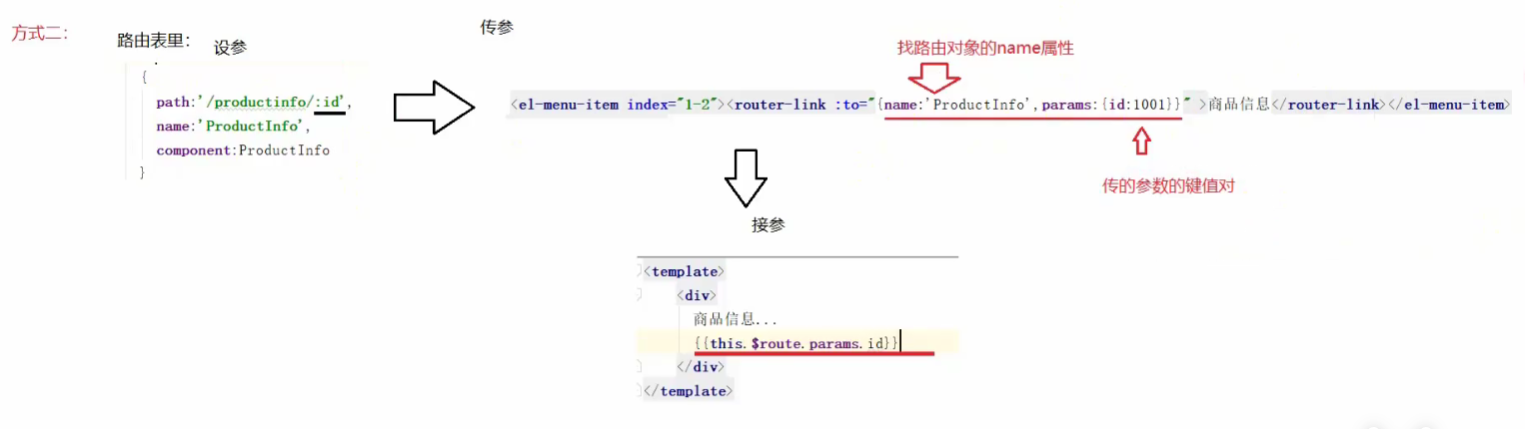 方式二:
路由表里:
设参
传参
{
path:'/productinfo/:id',
name:'ProductInfo',
component:ProductInfo
}
找路由对象的name属性
<el-menu-item index="1-2"><router-link :to="{name:'ProductInfo',params:{id:1001}}" >商品信息</router-link></el-menu-item>
传的参数的键值对
接参
<template>
<div>
商品信息...
{{this.$route.params.id}}
</div>
</template>